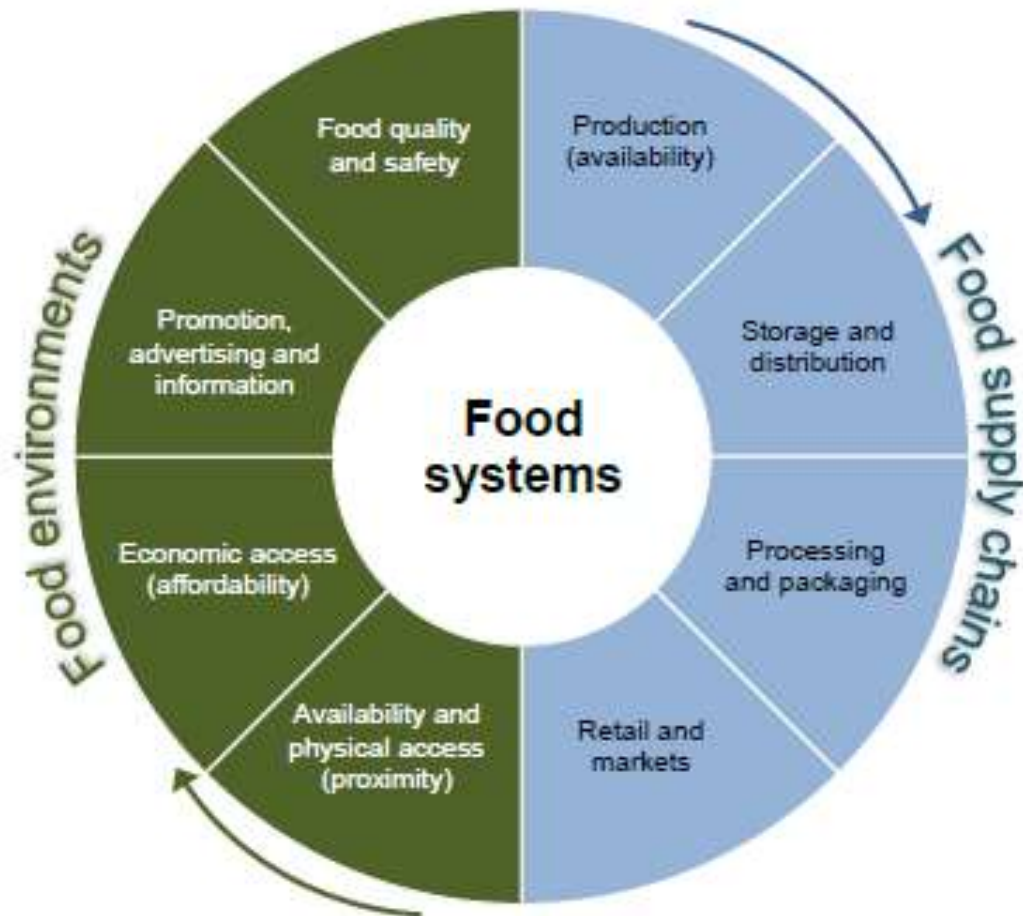 Food quality
and safety
Production
(availability)
Promotion,
advertising and
information
Storage and
distribution
Food
systems
Economic access
(affordability)
Processing
and packaging
Availability and
physical access
(proximity)
Retail and
markets
Food environments
Food supply chains